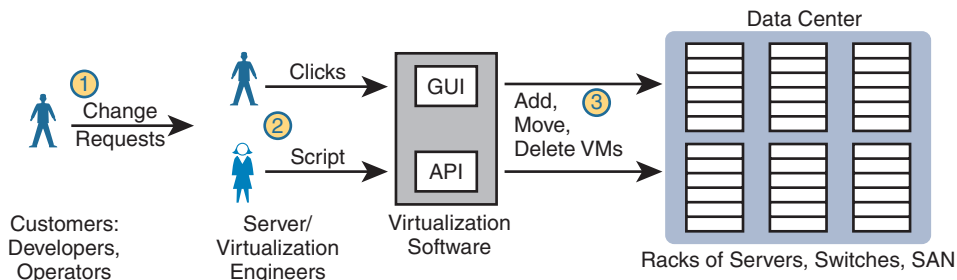 Data Center
1
Change
Requests
Clicks
2
Script
GUI
API
Add,
Move,
Delete VMs
3
Customers:
Developers,
Operators
Server/
Virtualization
Engineers
Virtualization
Software
Racks of Servers, Switches, SAN